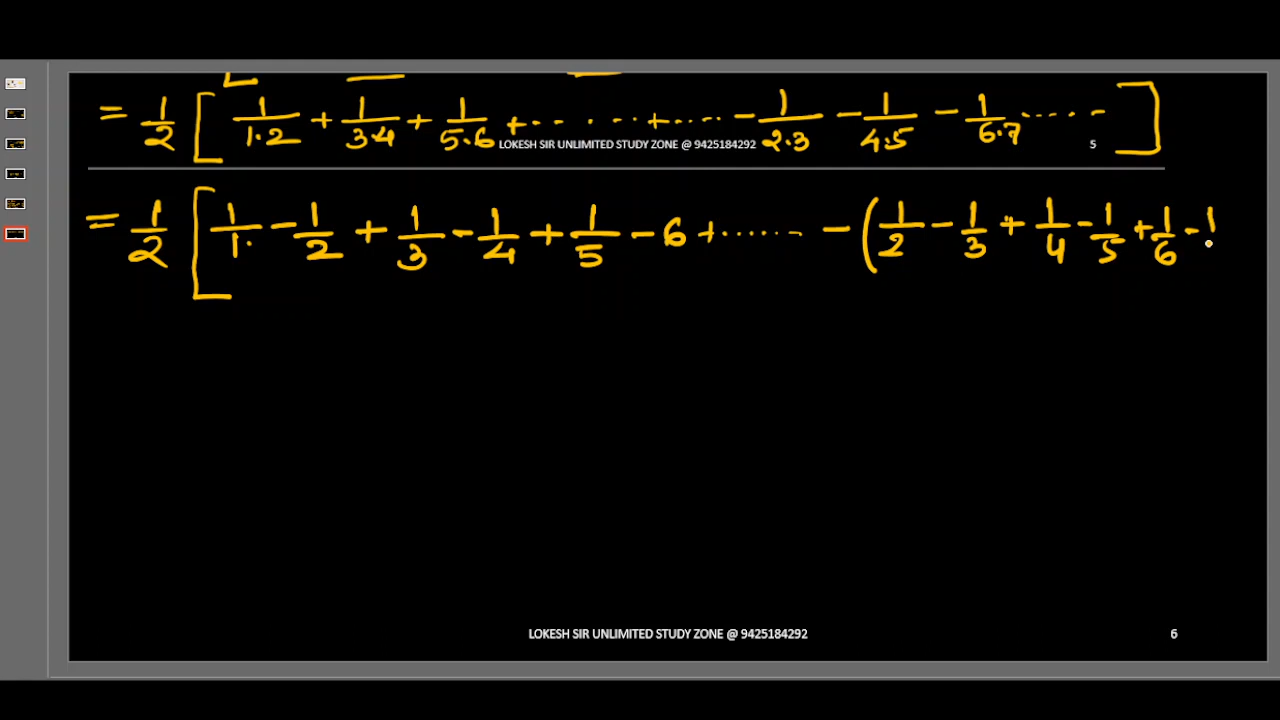 = 1/2 [ 1/1·2 + 1/3·4 + 1/5·6 + ........ + ..... - 1/2·3 - 1/4·5 - 1/6·7 ..... ]
LOKESH SIR UNLIMITED STUDY ZONE @ 9425184292 5
= 1/2 [ 1/1· - 1/2 + 1/3 - 1/4 + 1/5 - 6 + ...... - ( 1/2 - 1/3 + 1/4 - 1/5 + 1/6 - 1
LOKESH SIR UNLIMITED STUDY ZONE @ 9425184292 6